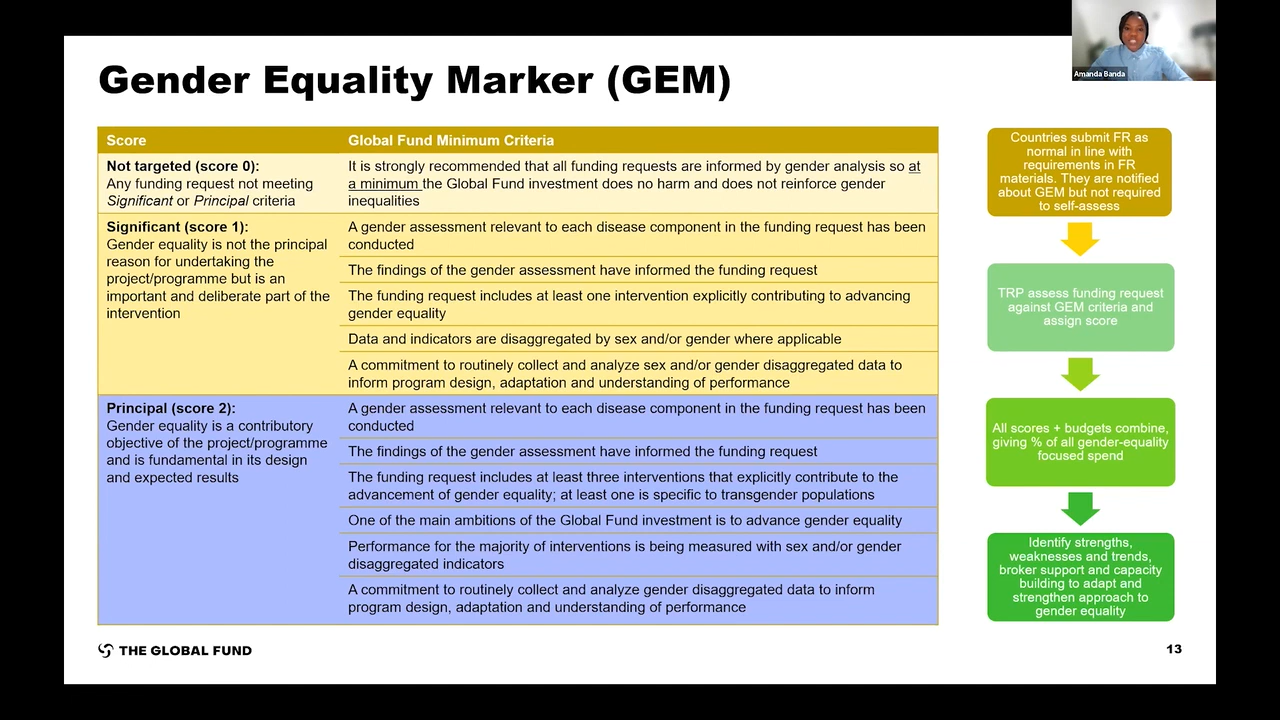 Gender Equality Marker (GEM)
Amanda Banda
Score
Global Fund Minimum Criteria
Not targeted (score 0):
Any funding request not meeting
Significant or Principal criteria
It is strongly recommended that all funding requests are informed by gender analysis so at
a minimum the Global Fund investment does no harm and does not reinforce gender
inequalities
Significant (score 1):
Gender equality is not the principal
reason for undertaking the
project/programme but is an
important and deliberate part of the
intervention
A gender assessment relevant to each disease component in the funding request has been
conducted
The findings of the gender assessment have informed the funding request
The funding request includes at least one intervention explicitly contributing to advancing
gender equality
Data and indicators are disaggregated by sex and/or gender where applicable
A commitment to routinely collect and analyze sex and/or gender disaggregated data to
inform program design, adaptation and understanding of performance
Principal (score 2):
Gender equality is a contributory
objective of the project/programme
and is fundamental in its design
and expected results
A gender assessment relevant to each disease component in the funding request has been
conducted
The findings of the gender assessment have informed the funding request
The funding request includes at least three interventions that explicitly contribute to the
advancement of gender equality; at least one is specific to transgender populations
One of the main ambitions of the Global Fund investment is to advance gender equality
Performance for the majority of interventions is being measured with sex and/or gender
disaggregated indicators
A commitment to routinely collect and analyze gender disaggregated data to inform
program design, adaptation and understanding of performance
Countries submit FR as
normal in line with
requirements in FR
materials. They are notified
about GEM but not required
to self-assess
TRP assess funding request
against GEM criteria and
assign score
All scores + budgets combine,
giving % of all gender-equality
focused spend
Identify strengths,
weaknesses and trends,
broker support and capacity
building to adapt and
strengthen approach to
gender equality
THE GLOBAL FUND
13